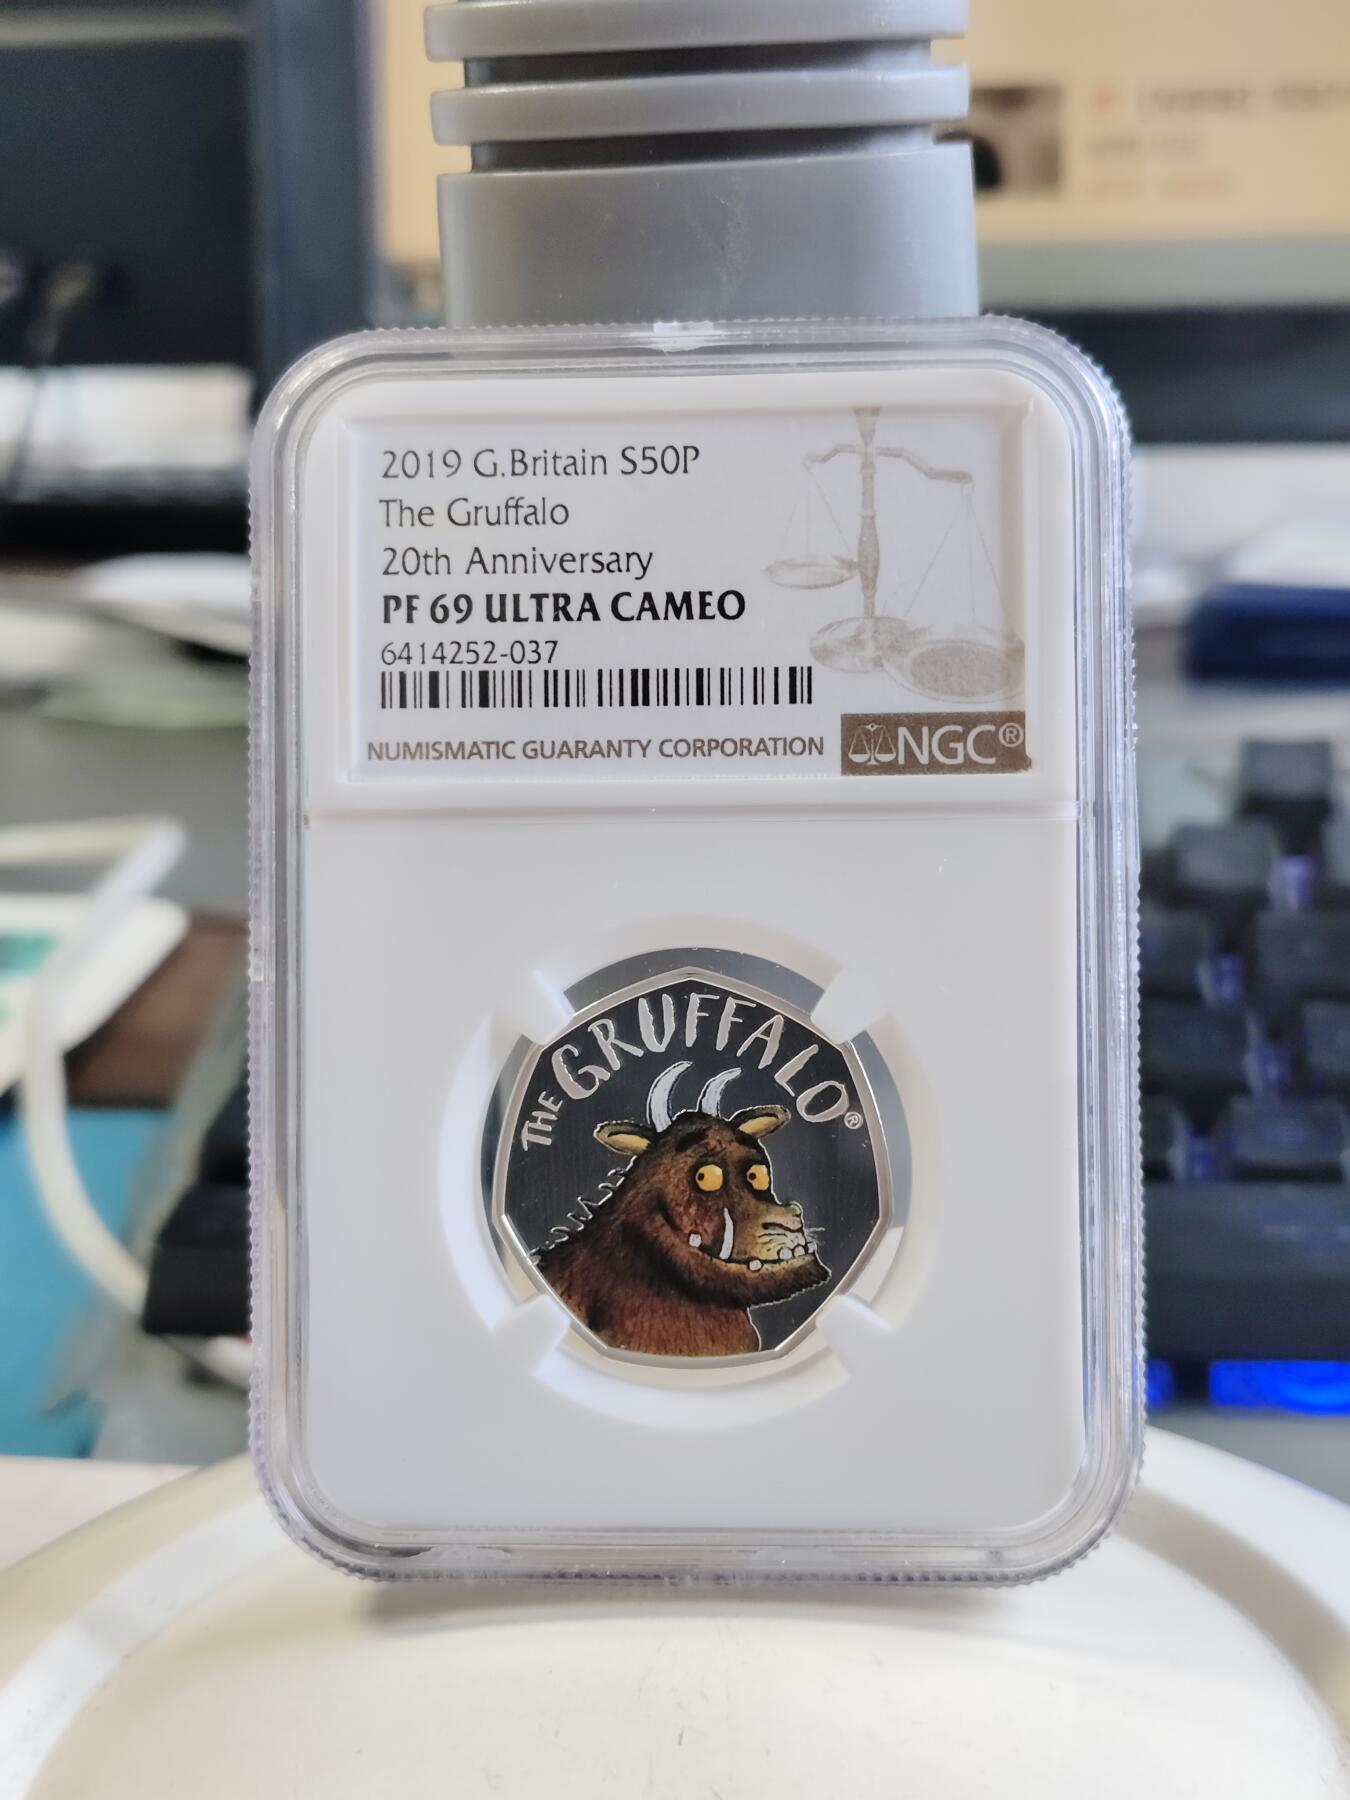 2019 G.Britain S50P
The Gruffalo
20th Anniversary
PF 69 ULTRA CAMEO
6414252-037
NUMISMATIC GUARANTY CORPORATION
NGC®
THE GRUFFALO®